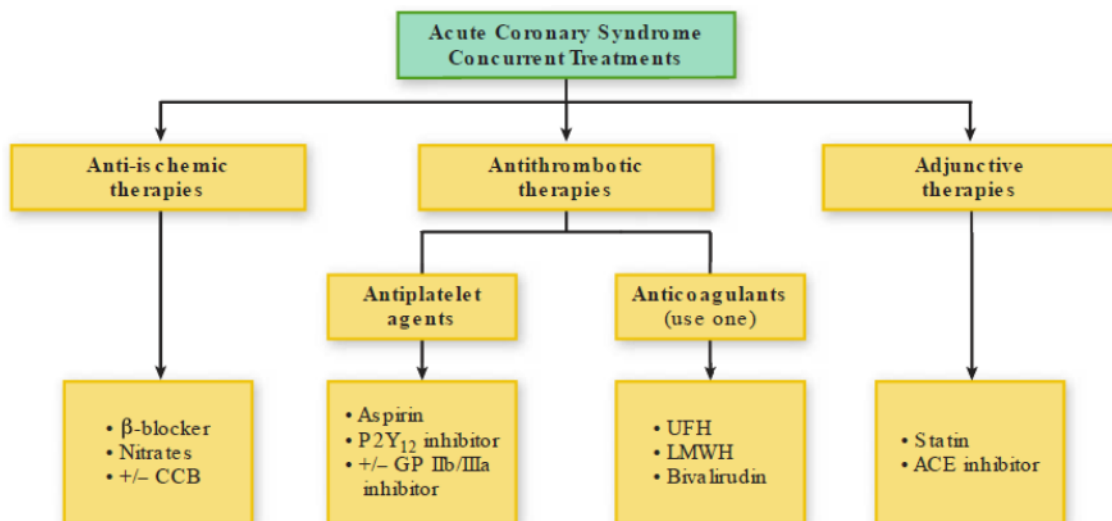 Acute Coronary Syndrome
Concurrent Treatments
Anti-ischemic
therapies
Antithrombotic
therapies
Adjunctive
therapies
Antiplatelet
agents
Anticoagulants
(use one)
• β-blocker
• Nitrates
• +/– CCB
• Aspirin
• P2Y₁₂ inhibitor
• +/– GP IIb/IIIa
inhibitor
• UFH
• LMWH
• Bivalirudin
• Statin
• ACE inhibitor